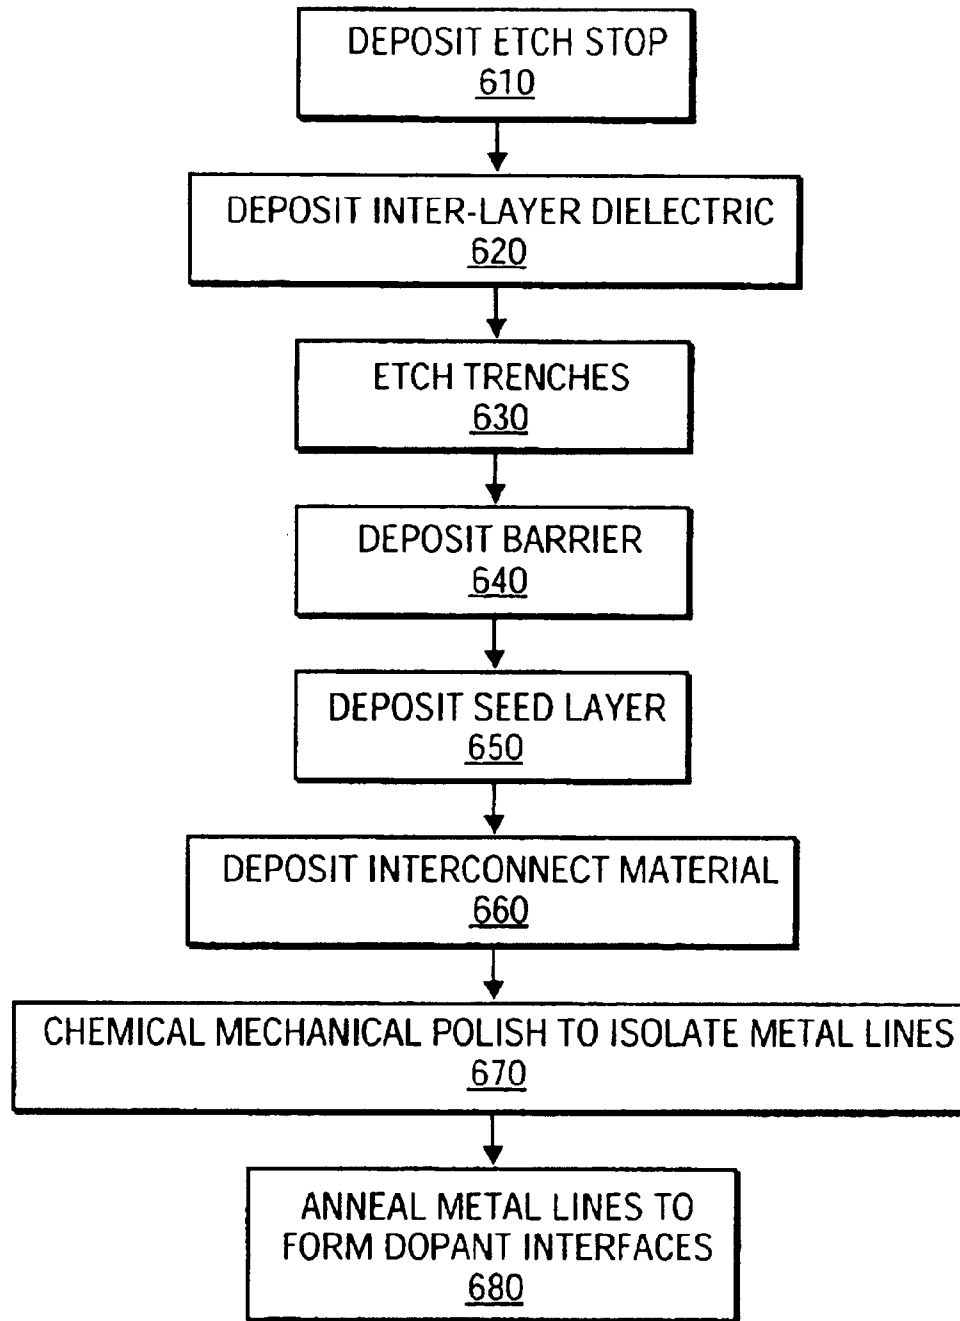 DEPOSIT ETCH STOP
610
DEPOSIT INTER-LAYER DIELECTRIC
620
ETCH TRENCHES
630
DEPOSIT BARRIER
640
DEPOSIT SEED LAYER
650
DEPOSIT INTERCONNECT MATERIAL
660
CHEMICAL MECHANICAL POLISH TO ISOLATE METAL LINES
670
ANNEAL METAL LINES TO
FORM DOPANT INTERFACES
680